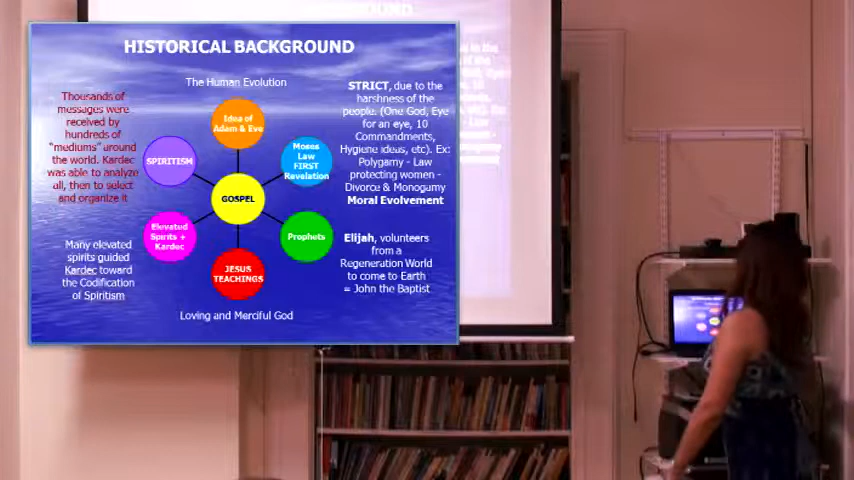 HISTORICAL BACKGROUND
The Human Evolution
Thousands of
messages were
received by
hundreds of
"mediums" around
the world. Kardec
was able to analyze
all, then to select
and organize it
Many elevated
spirits guided
Kardec toward
the Codification
of Spiritism
Idea of
Adam & Eve
SPIRITISM
Moses
Law
FIRST
Revelation
GOSPEL
Elevated
Spirits +
Kardec
Prophets
JESUS
TEACHINGS
Loving and Merciful God
STRICT, due to the
harshness of the
people. (One God, Eye
for an eye, 10
Commandments,
Hygiene ideas, etc). Ex:
Polygamy - Law
protecting women -
Divorce & Monogamy
Moral Evolvement
Elijah, volunteers
from a
Regeneration World
to come to Earth
= John the Baptist